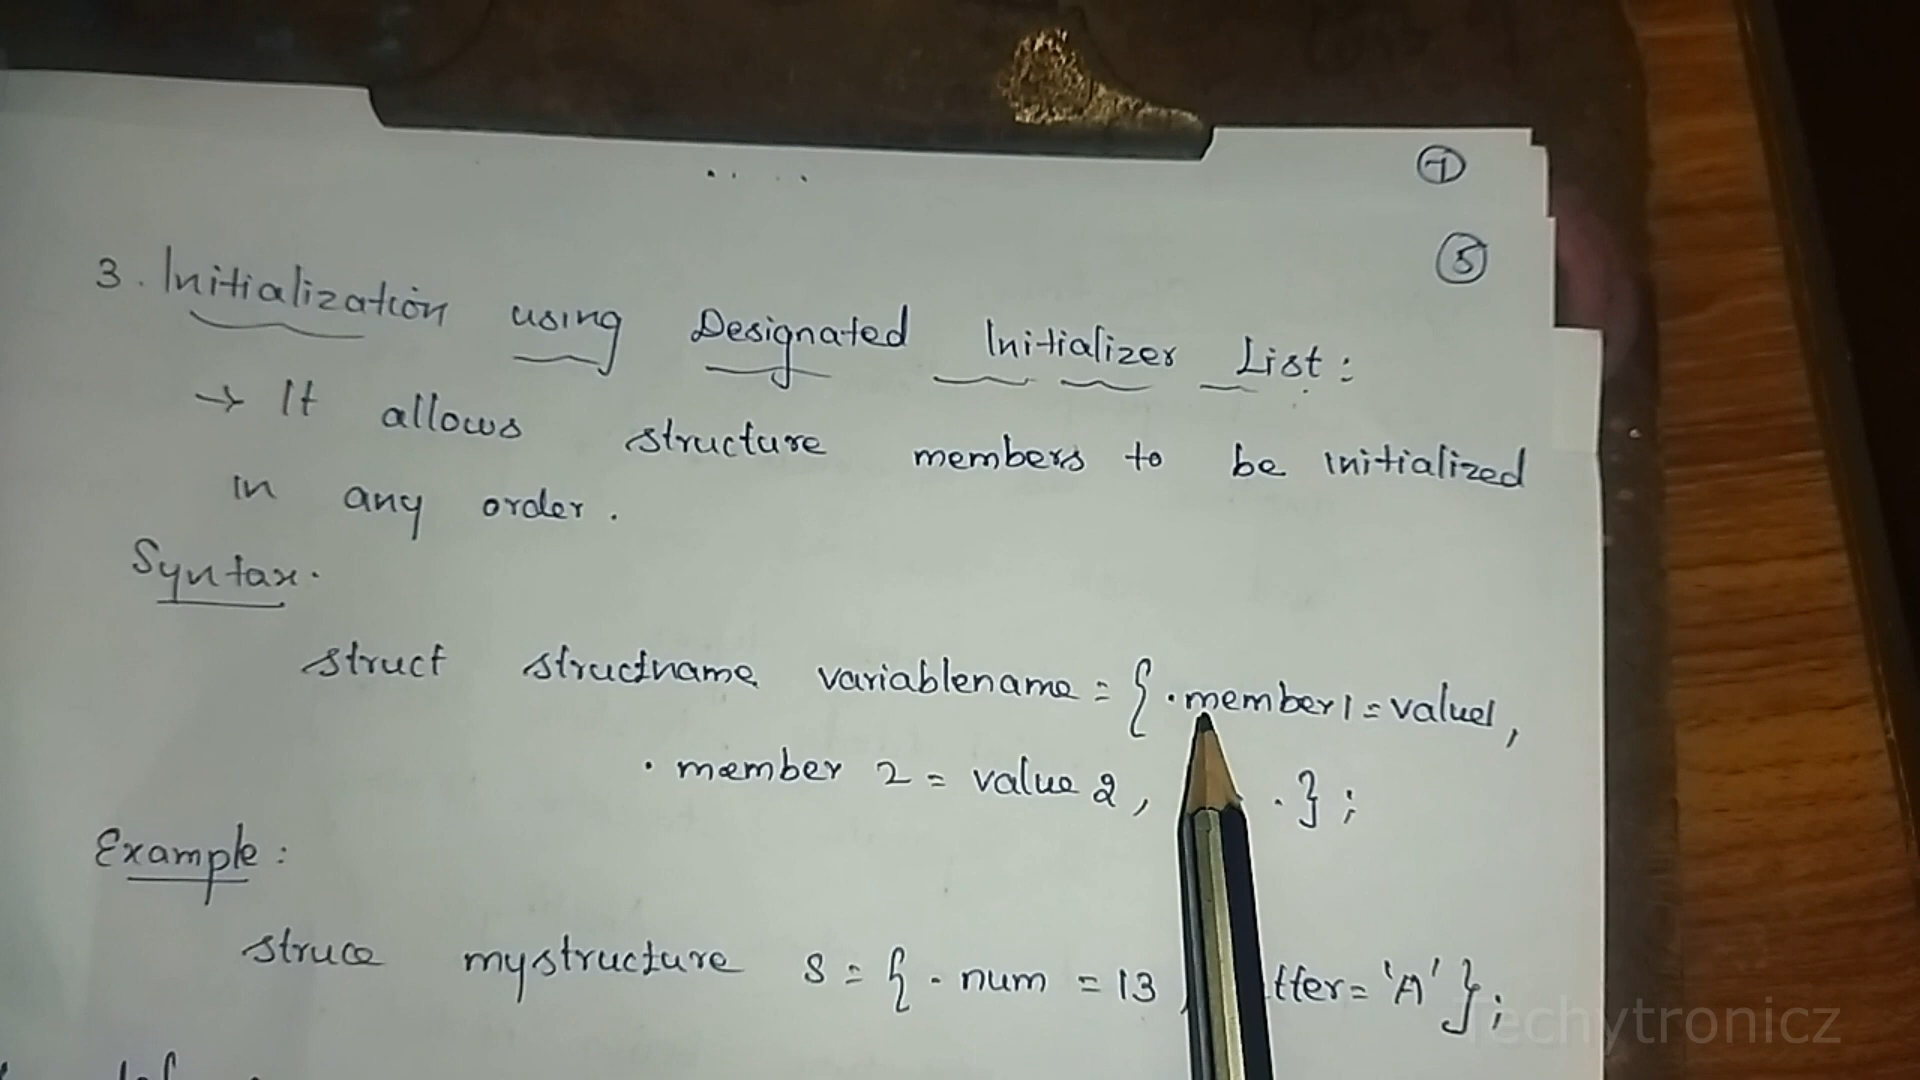 7
5
3. Initialization using Designated Initializer List:
→ It allows structure members to be initialized
in any order.
Syntax.
struct structname variablename = { .member1 = value1,
.member 2 = value 2, . };
Example:
struce mystructure s = { .num = 13 , tter = 'A' };
Techytronicz